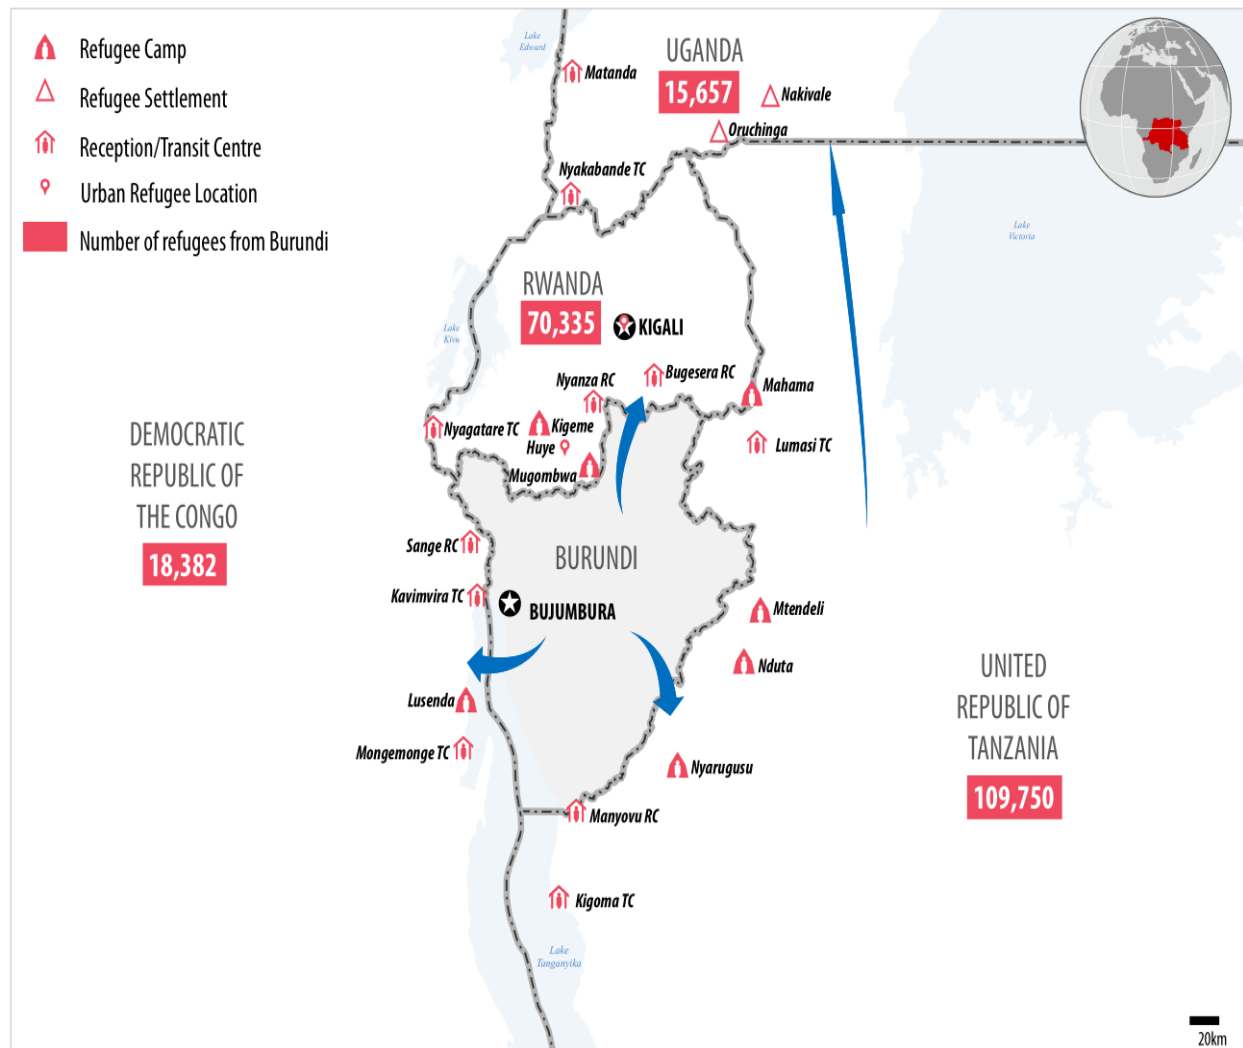 Refugee Camp
Refugee Settlement
Reception/Transit Centre
Urban Refugee Location
Number of refugees from Burundi
Lake
Edward
Matanda
UGANDA
15,657
Nakivale
Oruchinga
Nyakabande TC
Lake
Victoria
RWANDA
70,335
KIGALI
Lake
Kivu
Nyanza RC
Bugesera RC
Mahama
Nyagatare TC
Kigeme
Huye
Mugombwa
Lumasi TC
DEMOCRATIC
REPUBLIC OF
THE CONGO
18,382
Sange RC
BURUNDI
Kavimvira TC
BUJUMBURA
Mtendeli
Nduta
Lusenda
Mongemonge TC
Nyarugusu
UNITED
REPUBLIC OF
TANZANIA
109,750
Manyovu RC
Kigoma TC
Lake
Tanganyika
20km